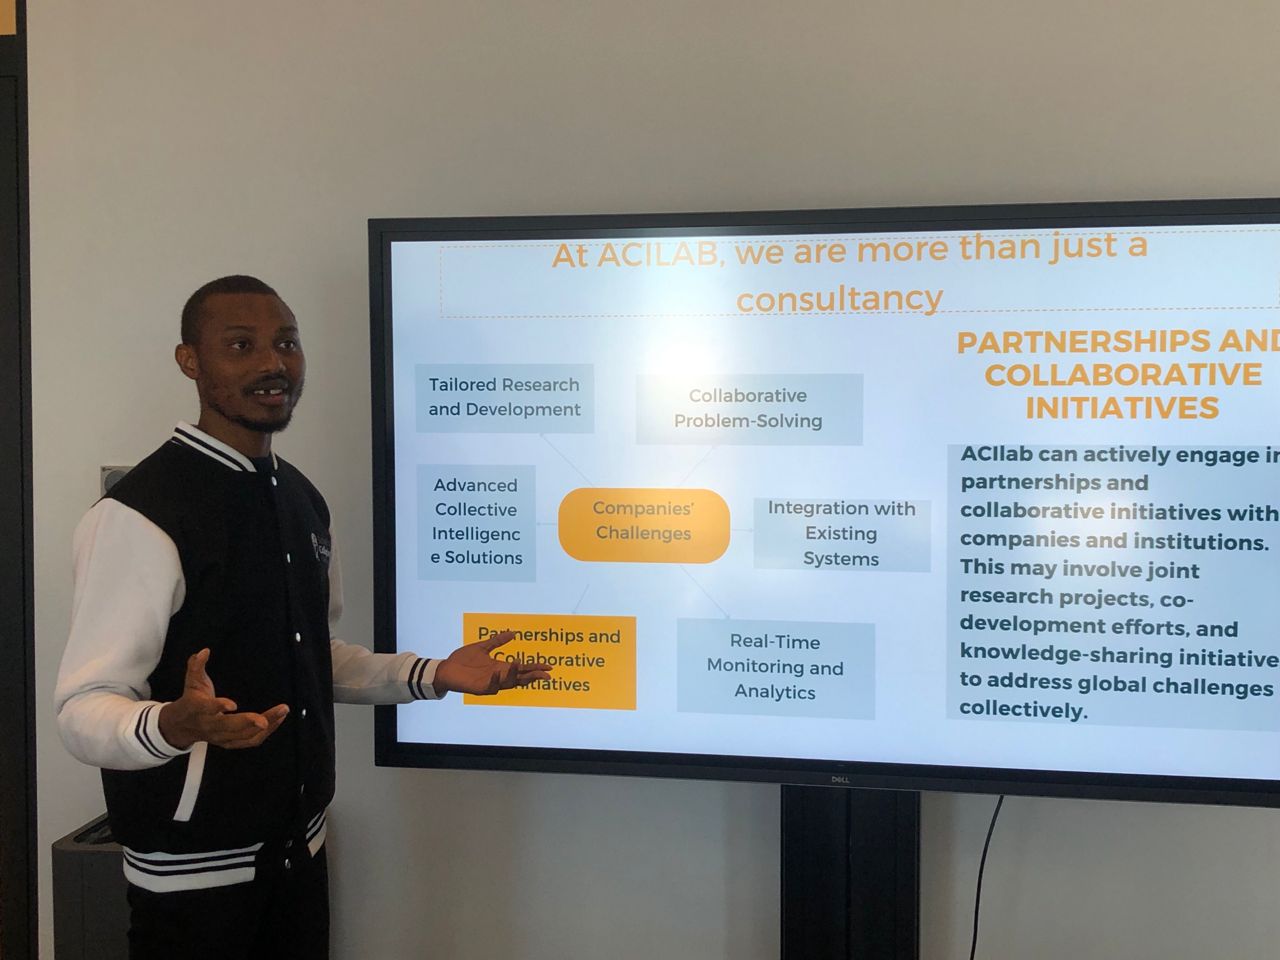 At ACILAB, we are more than just a
consultancy
Tailored Research
and Development
Collaborative
Problem-Solving
Advanced
Collective
Intelligenc
e Solutions
Companies'
Challenges
Integration with
Existing
Systems
Partnerships and
Collaborative
Initiatives
Real-Time
Monitoring and
Analytics
PARTNERSHIPS AND
COLLABORATIVE
INITIATIVES
ACIlab can actively engage in
partnerships and
collaborative initiatives with
companies and institutions.
This may involve joint
research projects, co-
development efforts, and
knowledge-sharing initiative
to address global challenges
collectively.
DELL